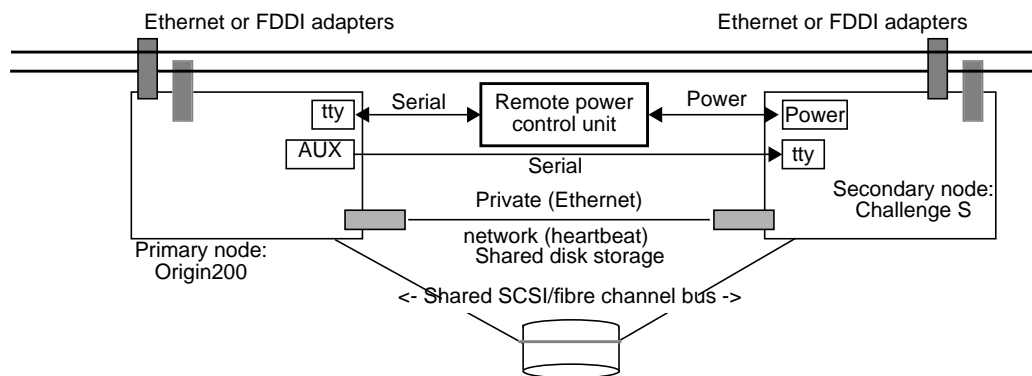 Ethernet or FDDI adapters
Ethernet or FDDI adapters
tty
Serial
Remote power
control unit
Power
Power
AUX
Serial
tty
Private (Ethernet)
network (heartbeat)
Secondary node:
Challenge S
Primary node:
Origin200
Shared disk storage
<- Shared SCSI/fibre channel bus ->